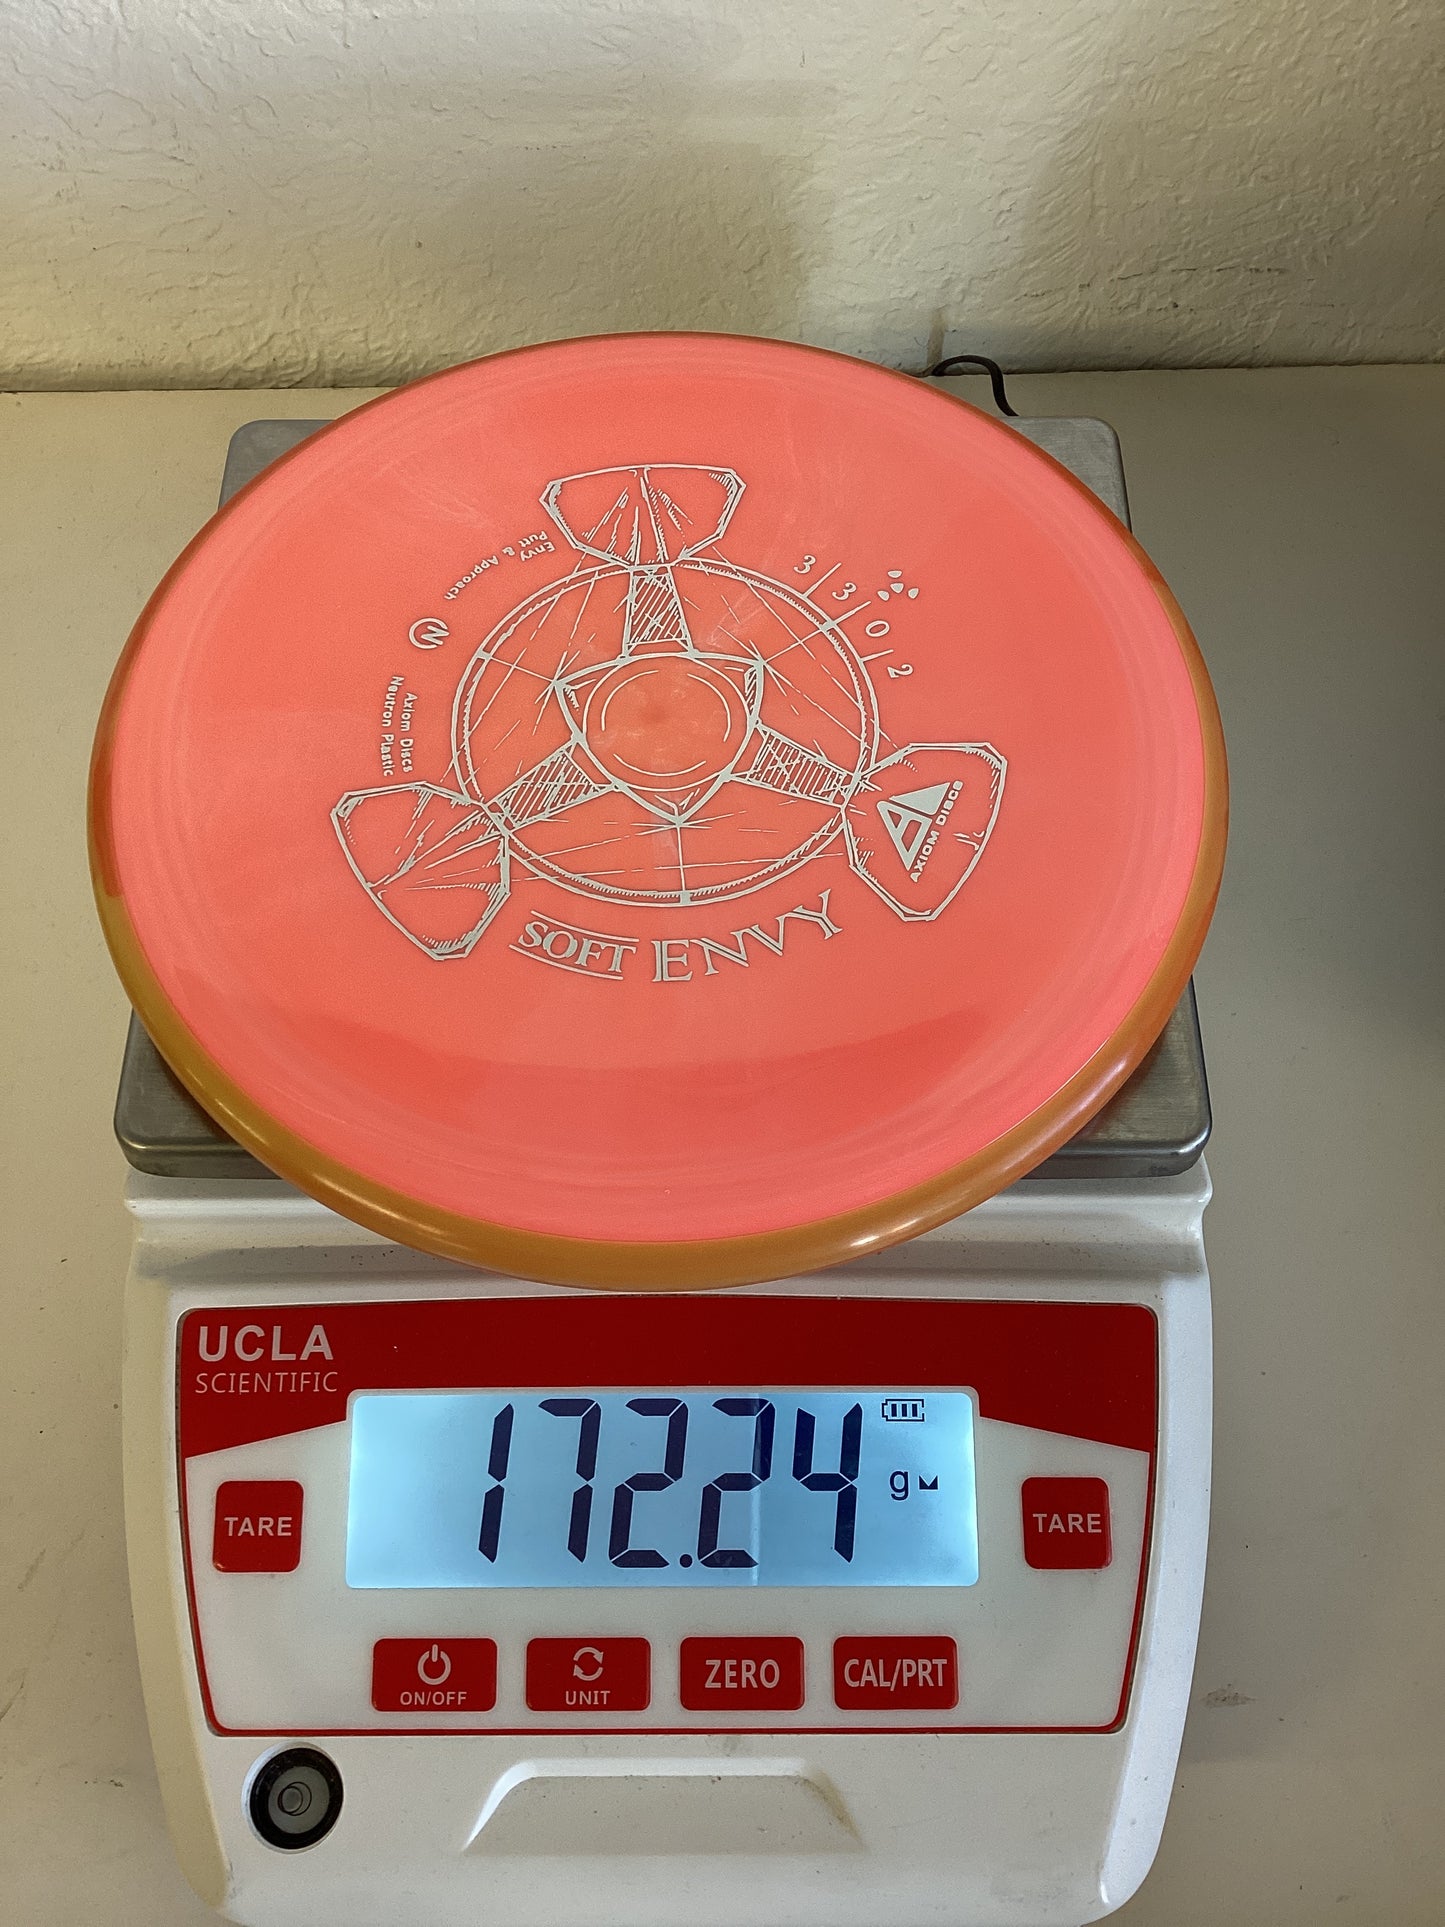 Envy
Putt & Approach
N
Axiom Discs
Neutron Plastic
3 | 3 | 0 | 2
AXIOM DISCS
SOFT ENVY
UCLA
SCIENTIFIC
172.24
g
TARE
TARE
ON/OFF
UNIT
ZERO
CAL/PRT